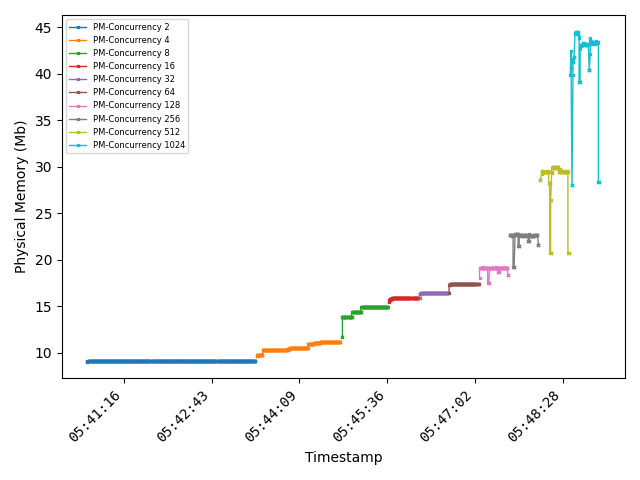 45
40
35
30
25
20
15
10
Physical Memory (Mb)
PM-Concurrency 2
PM-Concurrency 4
PM-Concurrency 8
PM-Concurrency 16
PM-Concurrency 32
PM-Concurrency 64
PM-Concurrency 128
PM-Concurrency 256
PM-Concurrency 512
PM-Concurrency 1024
05:41:16
05:42:43
05:44:09
05:45:36
05:47:02
05:48:28
Timestamp